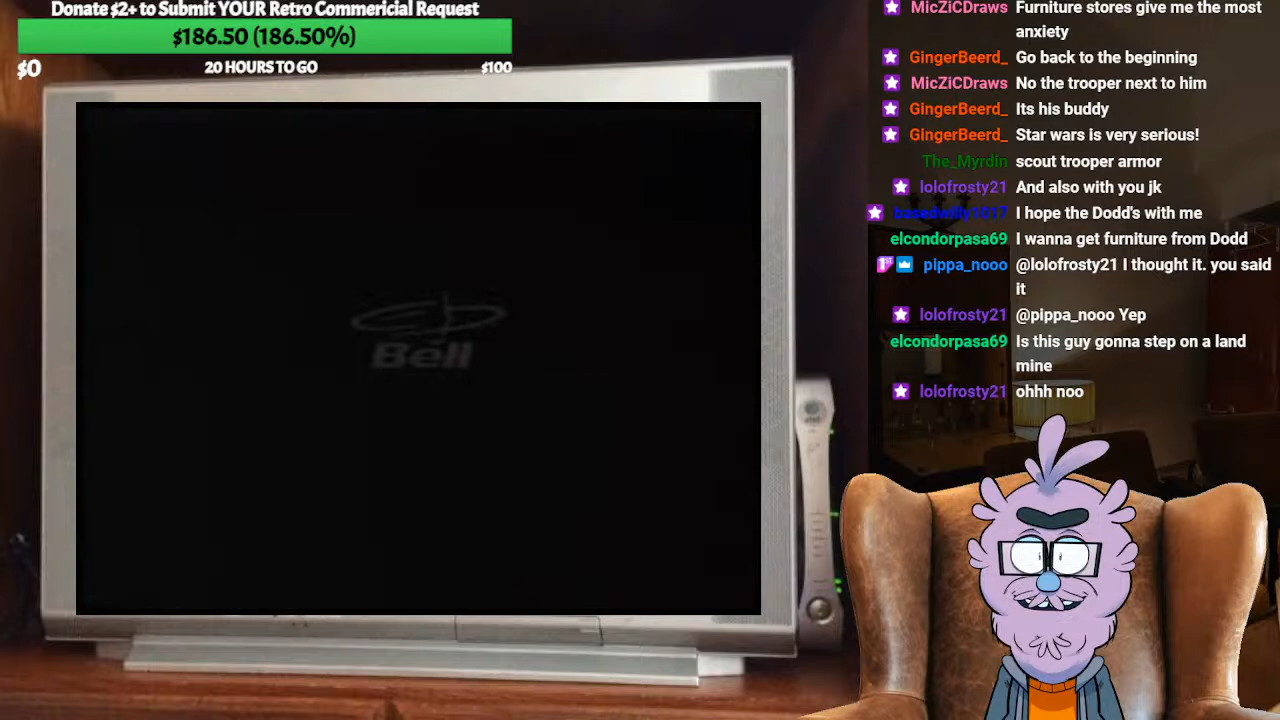 Donate $2+ to Submit YOUR Retro Commericial Request
$186.50 (186.50%)
$0
20 HOURS TO GO
$100
Bell
MicZiCDraws Furniture stores give me the most
anxiety
GingerBeerd_ Go back to the beginning
MicZiCDraws No the trooper next to him
GingerBeerd_ Its his buddy
GingerBeerd_ Star wars is very serious!
The_Myrdin scout trooper armor
lolofrosty21 And also with you jk
basedwilly1017 I hope the Dodd's with me
elcondorpasa69 I wanna get furniture from Dodd
pippa_nooo @lolofrosty21 I thought it. you said
it
lolofrosty21 @pippa_nooo Yep
elcondorpasa69 Is this guy gonna step on a land
mine
lolofrosty21 ohhh noo